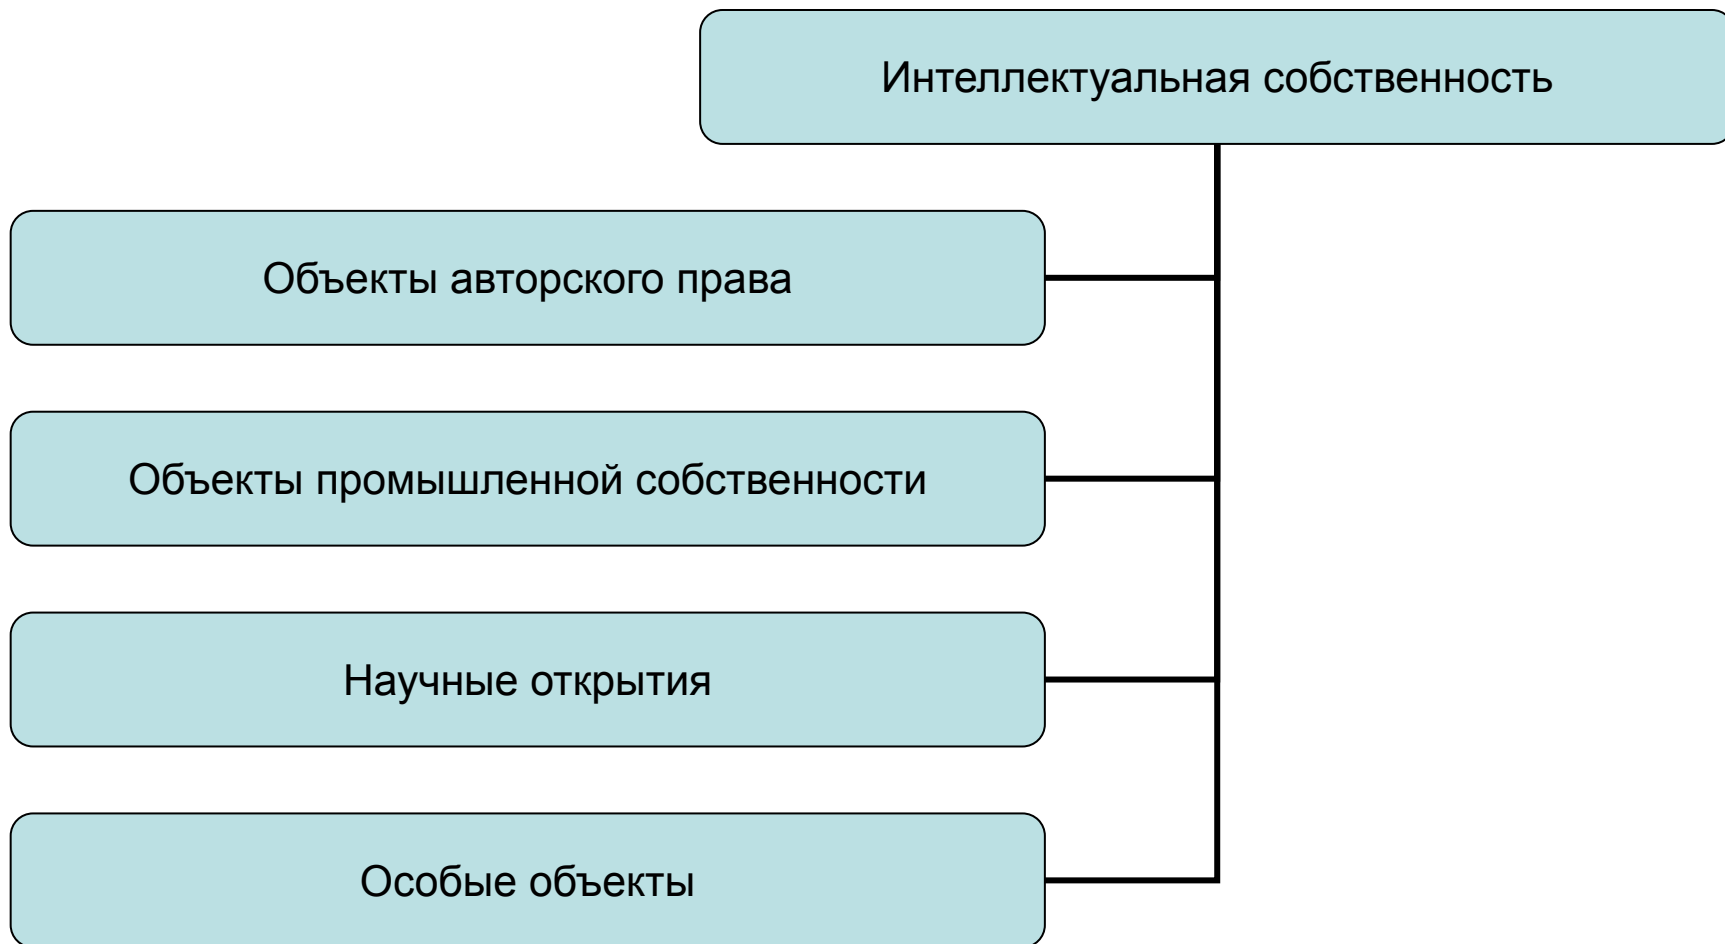 Интеллектуальная собственность
Объекты авторского права
Объекты промышленной собственности
Научные открытия
Особые объекты